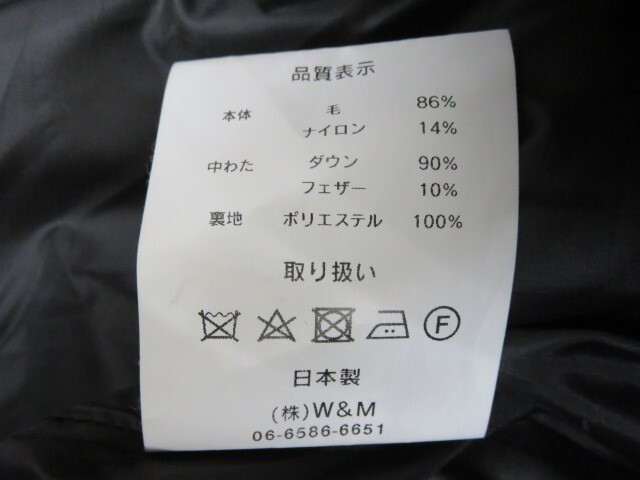 品質表示
本体 毛 86%
ナイロン 14%
中わた ダウン 90%
フェザー 10%
裏地 ポリエステル 100%
取り扱い
F
日本製
(株)W&M
06-6586-6651